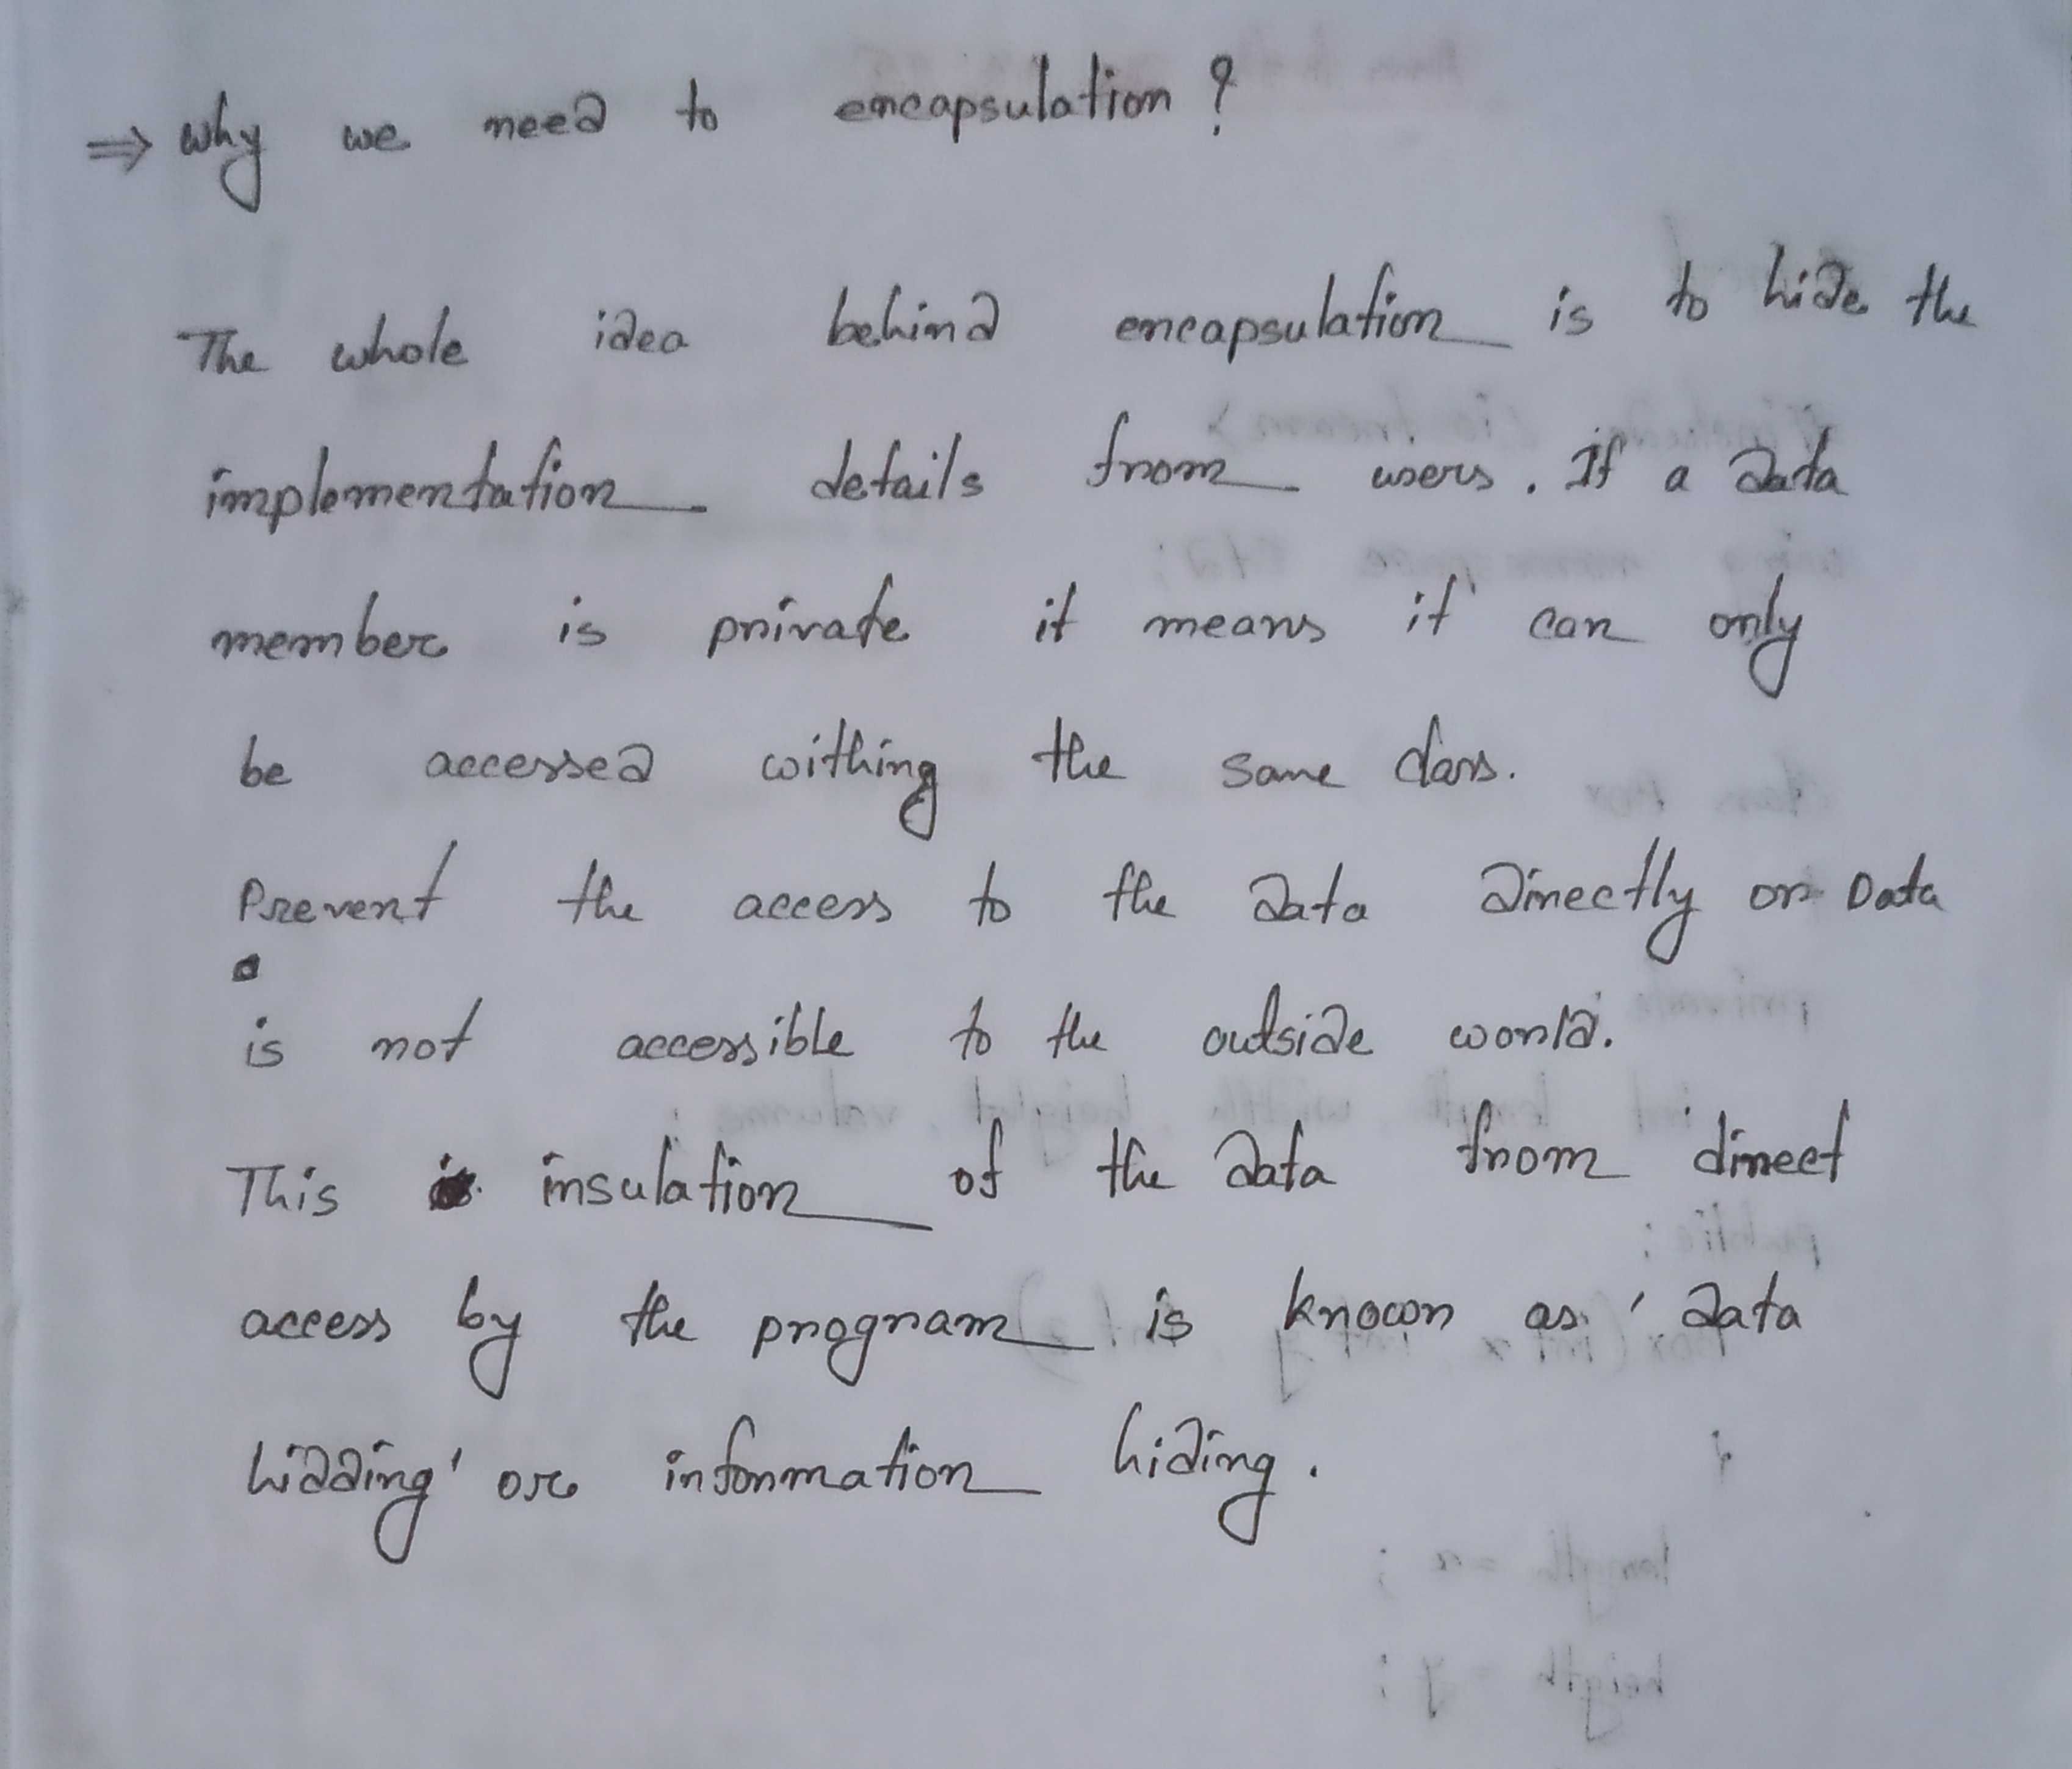 ⇒ Why we need to encapsulation ?
The whole idea behind encapsulation is to hide the
implementation details from users. If a data
member is private it means it can only
be accessed withing the same class.
Prevent the access to the data directly or Data
is not accessible to the outside world.
This insulation of the data from direct
access by the program is known as 'data
hidding' or information hiding.